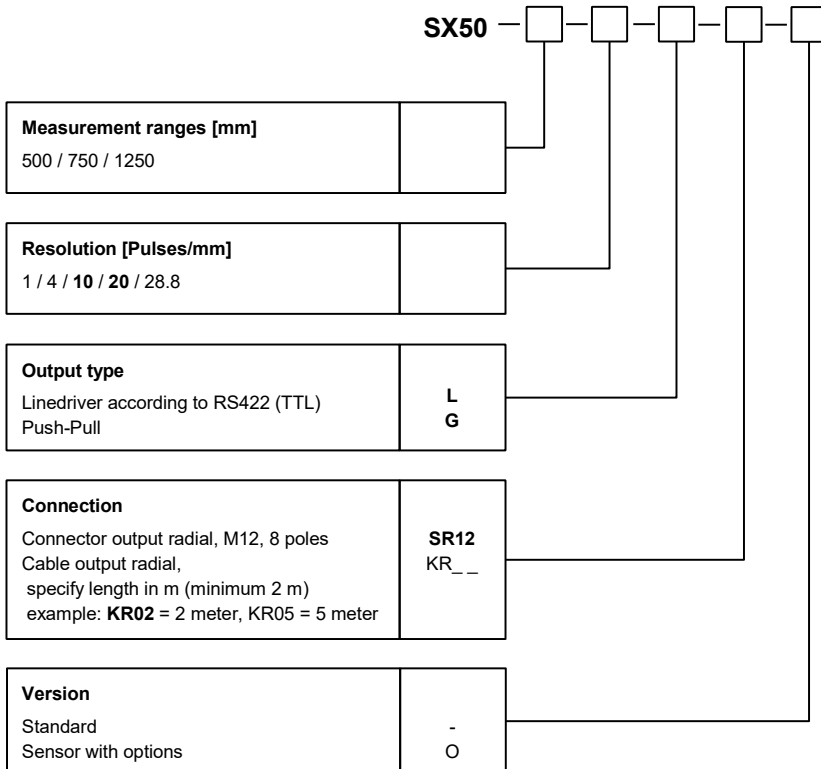 SX50
Measurement ranges [mm]
500 / 750 / 1250
Resolution [Pulses/mm]
1 / 4 / 10 / 20 / 28.8
Output type
Linedriver according to RS422 (TTL) L
Push-Pull G
Connection
Connector output radial, M12, 8 poles SR12
Cable output radial, KR_ _
specify length in m (minimum 2 m)
example: KR02 = 2 meter, KR05 = 5 meter
Version
Standard -
Sensor with options O